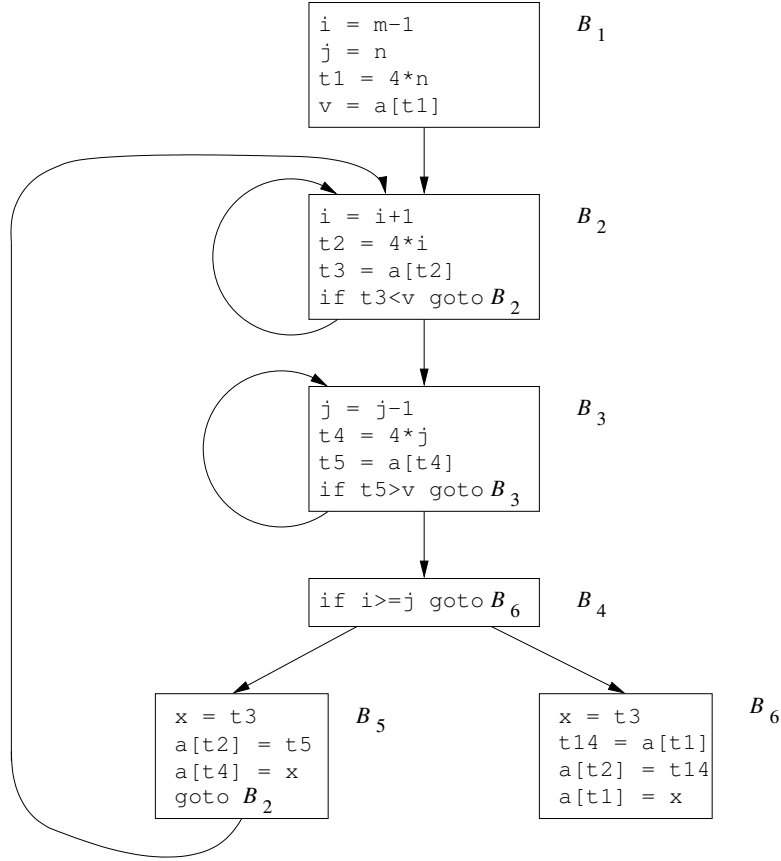 i = m-1 B1
j = n
t1 = 4*n
v = a[t1]
i = i+1 B2
t2 = 4*i
t3 = a[t2]
if t3<v goto B2
j = j-1 B3
t4 = 4*j
t5 = a[t4]
if t5>v goto B3
if i>=j goto B6 B4
x = t3 B5
a[t2] = t5
a[t4] = x
goto B2
x = t3 B6
t14 = a[t1]
a[t2] = t14
a[t1] = x